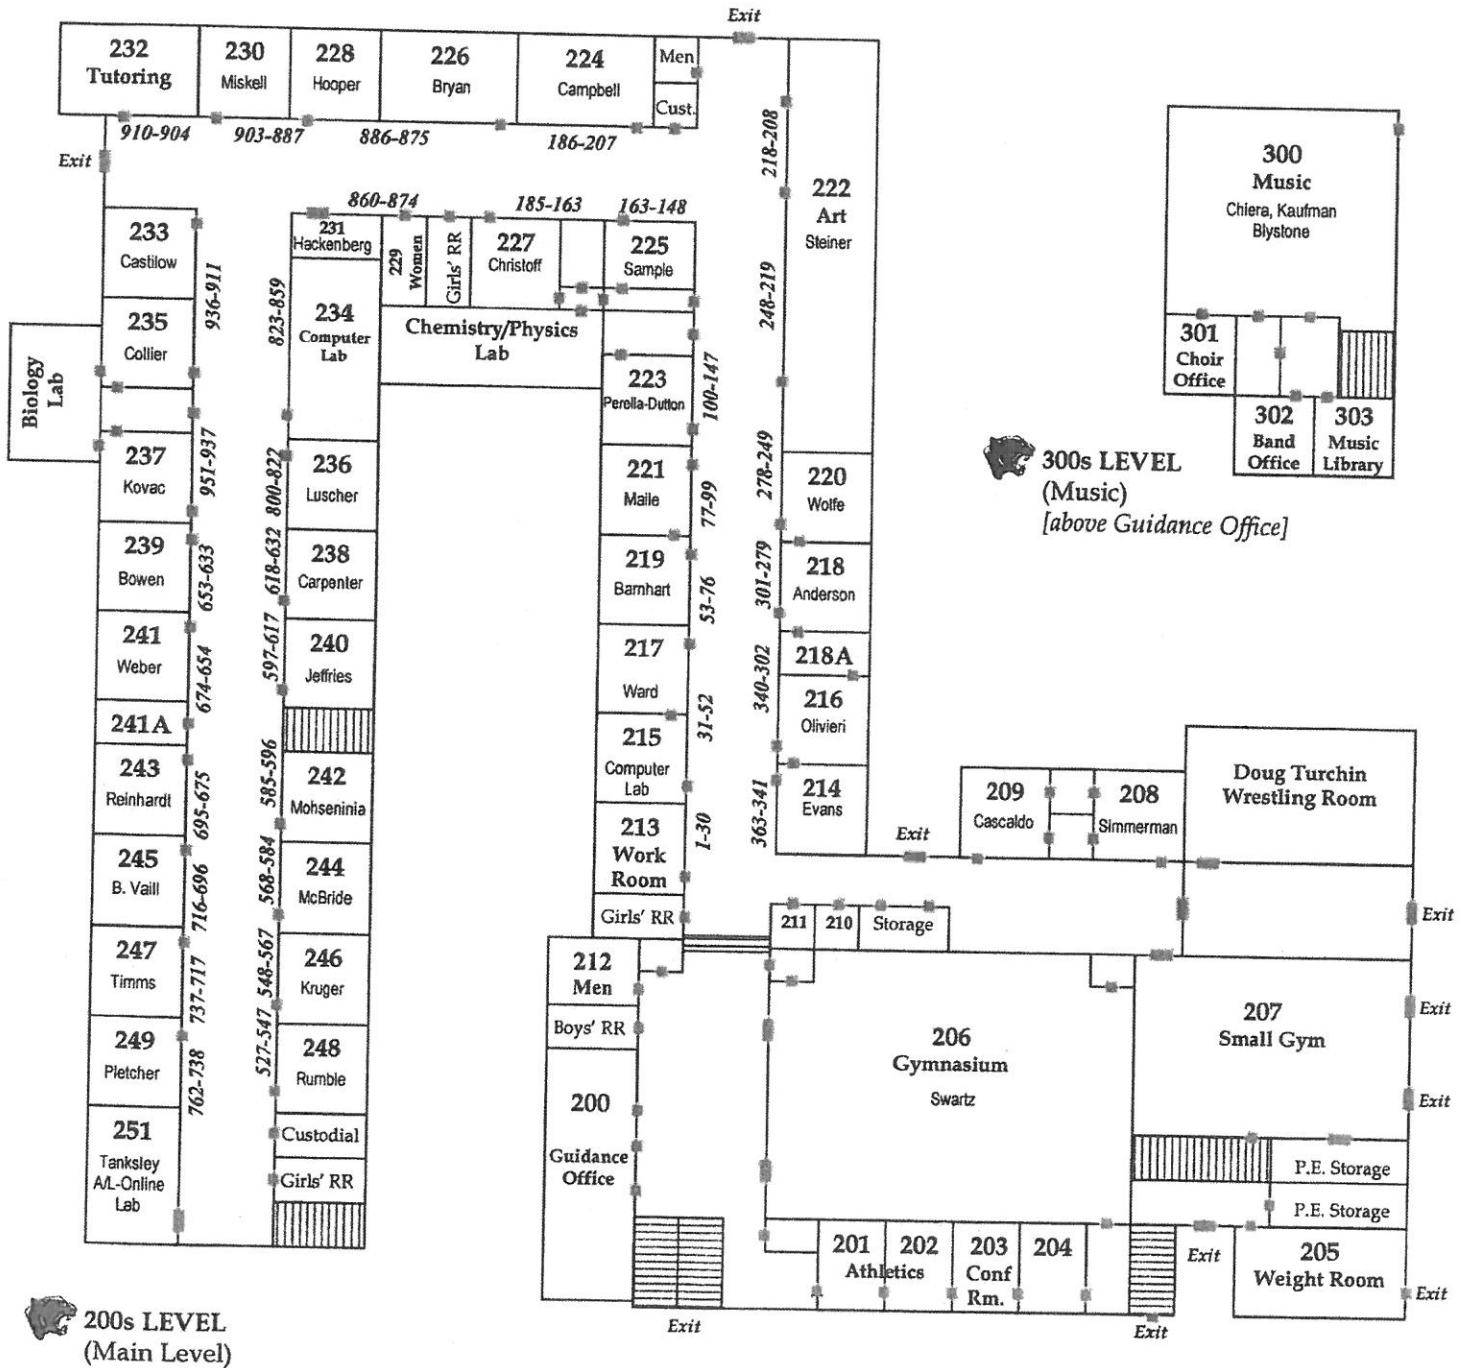 Exit
232
Tutoring
230
Miskell
228
Hooper
226
Bryan
224
Campbell
Men
Cust.
910-904
903-887
886-875
186-207
218-208
Exit
860-874
185-163
163-148
233
Castilow
936-911
231
Hackenberg
229
Women
Girls' RR
227
Christoff
225
Sample
222
Art
Steiner
248-219
235
Collier
823-859
234
Computer
Lab
Chemistry/Physics
Lab
Biology
Lab
223
Perella-Dutton
100-147
237
Kovac
951-937
800-822
236
Luscher
221
Maile
77-99
278-249
220
Wolfe
239
Bowen
653-633
618-632
238
Carpenter
219
Barnhart
53-76
301-279
218
Anderson
241
Weber
674-654
597-617
240
Jeffries
217
Ward
31-52
340-302
218A
216
Olivieri
241A
243
Reinhardt
695-675
585-596
242
Mohseninia
215
Computer
Lab
1-30
363-341
214
Evans
213
Work
Room
Girls' RR
245
B. Vaill
716-696
568-584
244
McBride
247
Timms
737-717
548-567
246
Kruger
249
Pletcher
762-738
527-547
248
Rumble
251
Tanksley
A/L-Online
Lab
Custodial
Girls' RR
212
Men
Boys' RR
200
Guidance
Office
Exit
209
Cascaldo
208
Simmerman
Doug Turchin
Wrestling Room
211
210
Storage
Exit
206
Gymnasium
Swartz
207
Small Gym
Exit
Exit
P.E. Storage
P.E. Storage
201
202
Athletics
203
Conf
Rm.
204
Exit
205
Weight Room
Exit
Exit
Exit
300
Music
Chiera, Kaufman
Blystone
301
Choir
Office
302
Band
Office
303
Music
Library
300s LEVEL
(Music)
[above Guidance Office]
200s LEVEL
(Main Level)